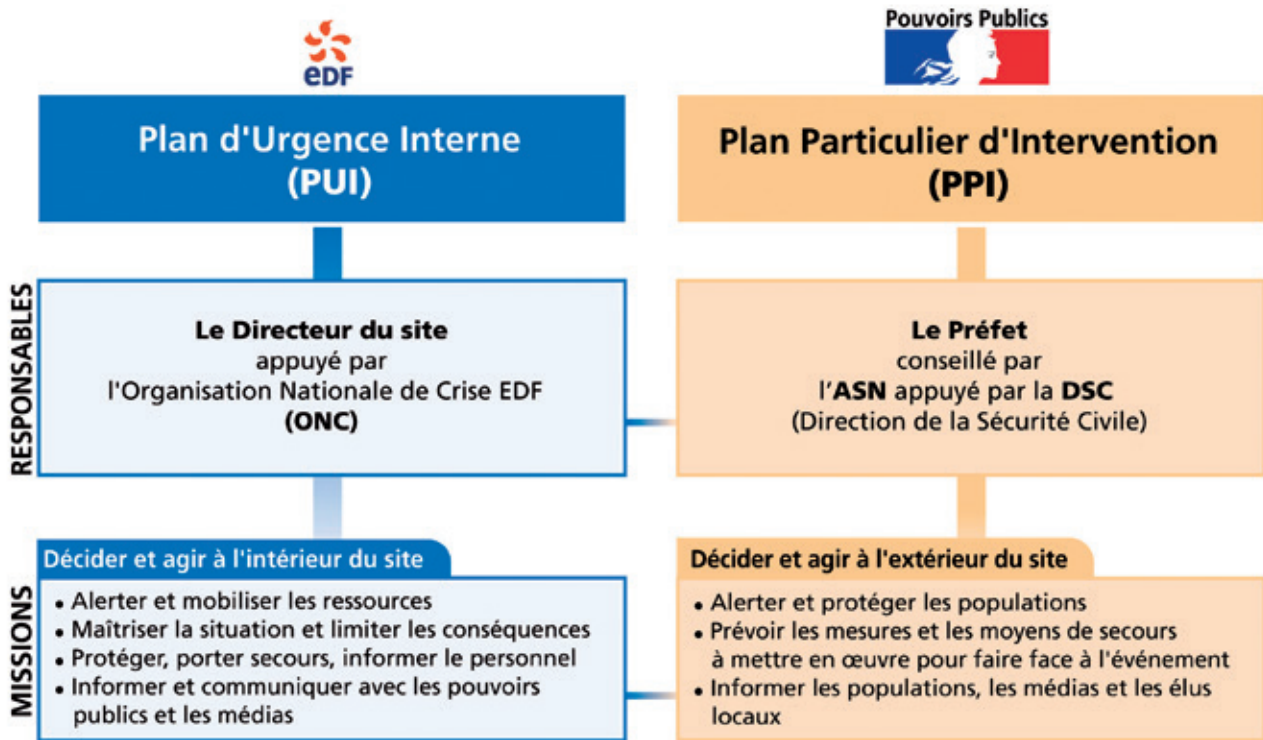 eDF
Plan d'Urgence Interne
(PUI)
RESPONSABLES
Le Directeur du site
appuyé par
l'Organisation Nationale de Crise EDF
(ONC)
MISSIONS
Décider et agir à l'intérieur du site
• Alerter et mobiliser les ressources
• Maîtriser la situation et limiter les conséquences
• Protéger, porter secours, informer le personnel
• Informer et communiquer avec les pouvoirs
publics et les médias
Pouvoirs Publics
Plan Particulier d'Intervention
(PPI)
Le Préfet
conseillé par
l'ASN appuyé par la DSC
(Direction de la Sécurité Civile)
Décider et agir à l'extérieur du site
• Alerter et protéger les populations
• Prévoir les mesures et les moyens de secours
à mettre en œuvre pour faire face à l'événement
• Informer les populations, les médias et les élus
locaux